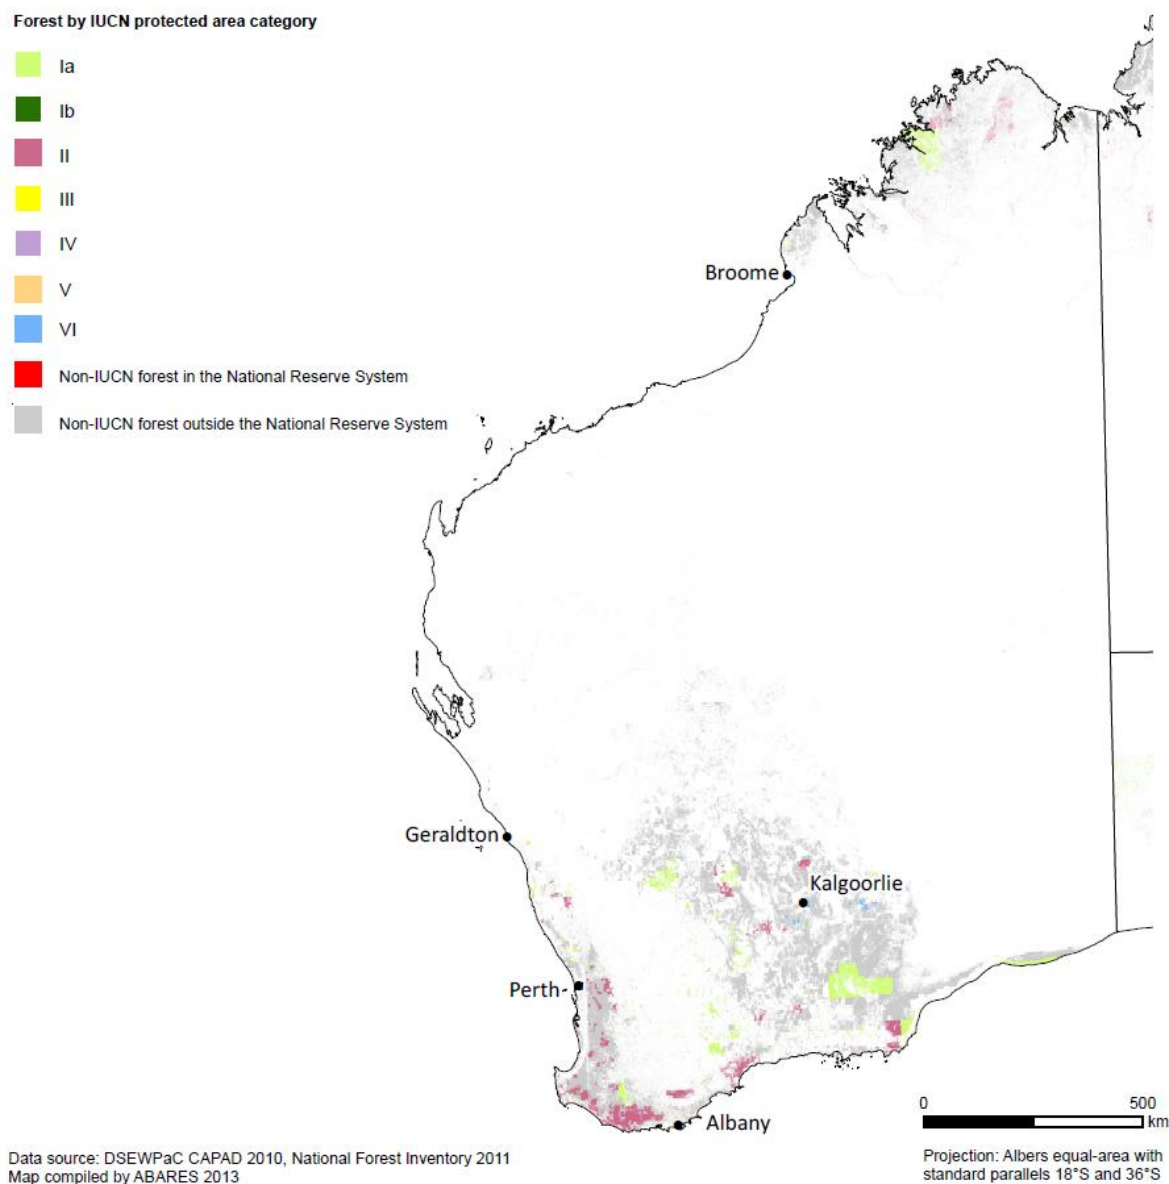 Forest by IUCN protected area category
Ia
Ib
II
III
IV
V
VI
Non-IUCN forest in the National Reserve System
Non-IUCN forest outside the National Reserve System
Broome
Geraldton
Kalgoorlie
Perth
Albany
0 500
km
Data source: DSEWPaC CAPAD 2010, National Forest Inventory 2011
Map compiled by ABARES 2013
Projection: Albers equal-area with
standard parallels 18°S and 36°S